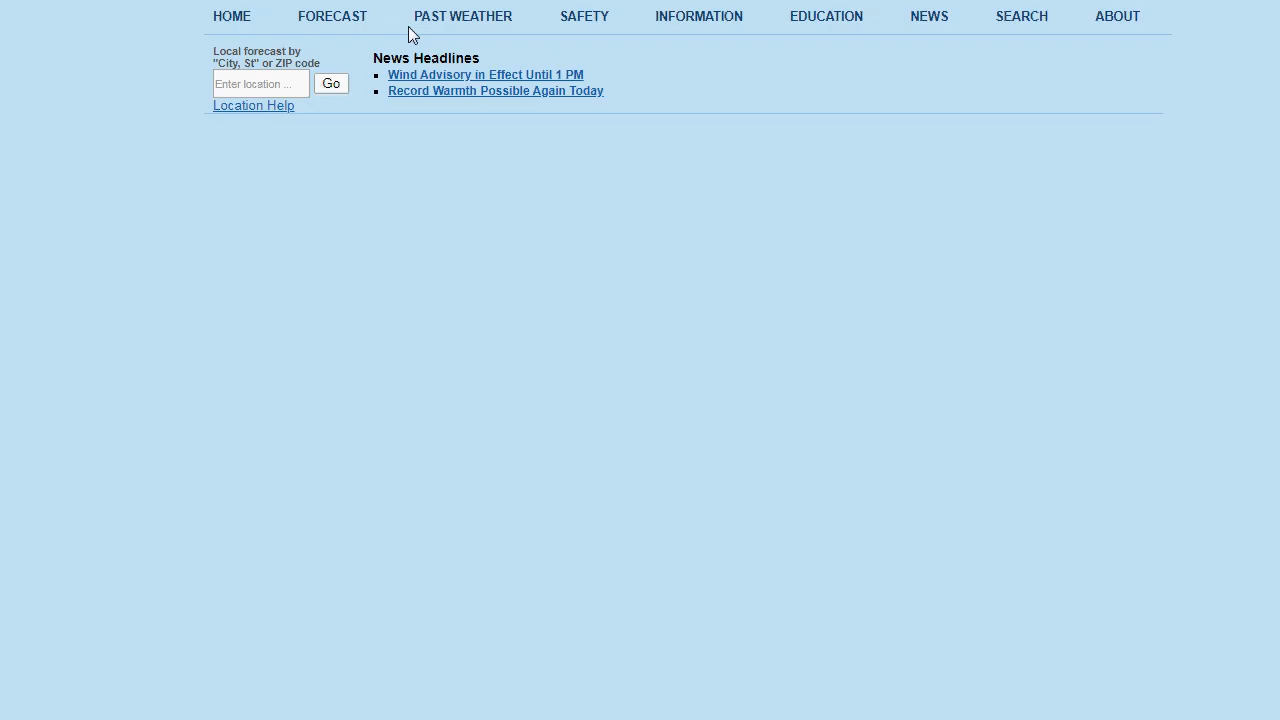 HOME FORECAST PAST WEATHER SAFETY INFORMATION EDUCATION NEWS SEARCH ABOUT
Local forecast by
"City, St" or ZIP code
Enter location ... Go
Location Help
News Headlines
Wind Advisory in Effect Until 1 PM
Record Warmth Possible Again Today